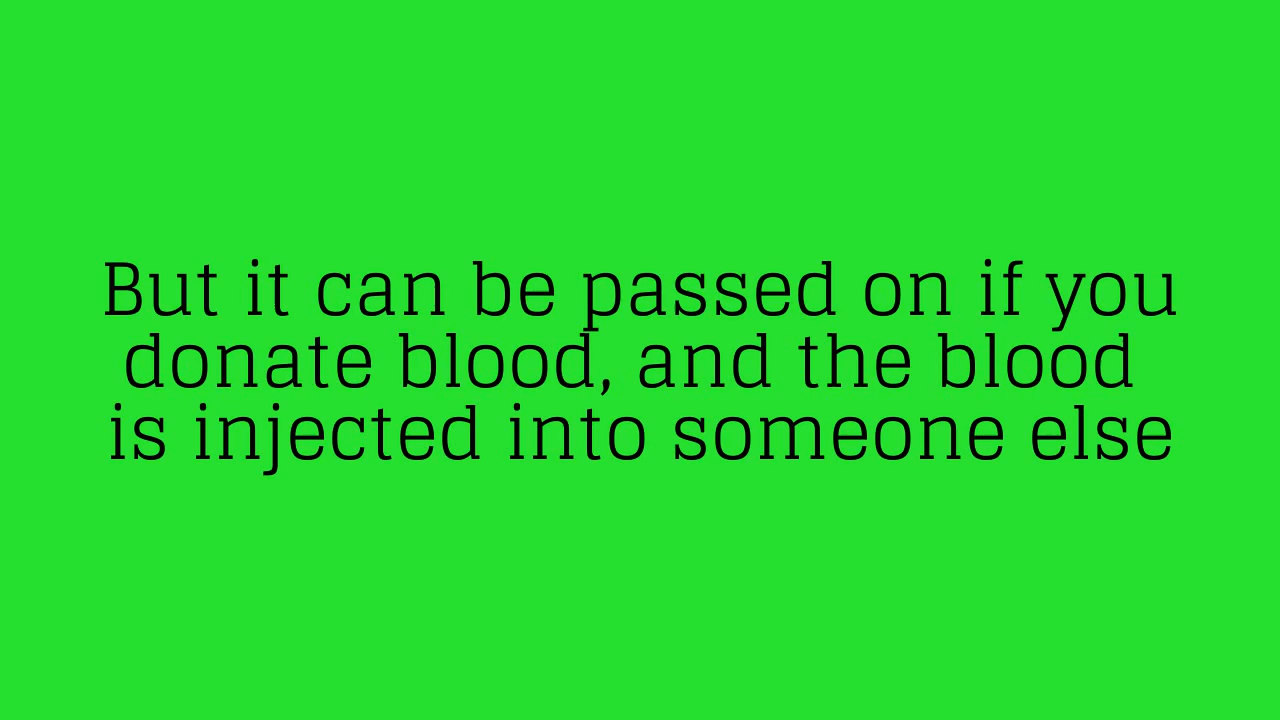 But it can be passed on if you
donate blood, and the blood
is injected into someone else